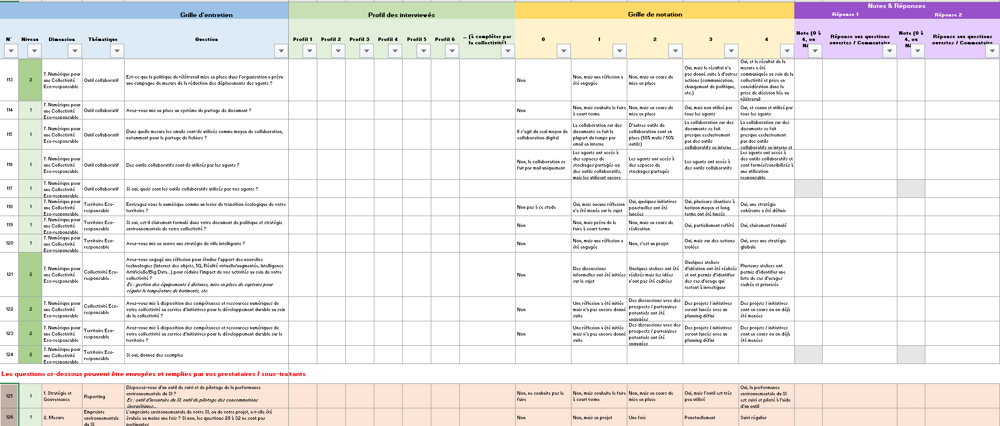 Grille d'entretien
Profil des interviewés
Grille de notation
Notes & Réponses
Réponse 1
Réponse 2
N°
Niveau
Dimension
Thématique
Question
Profil 1
Profil 2
Profil 3
Profil 4
Profil 5
Profil 6
... (à compléter par
la collectivité)
0
1
2
3
4
Note (0 à
4, ou
Réponse aux questions
ouvertes / Commentaire
Note (0 à
4, ou
Réponse aux questions
ouvertes / Commentaire
113
2
7. Numérique pour
une Collectivité
Eco-responsable
Outil collaboratif
Est-ce que la politique de télétravail mise en place dans l'organisation a prévu
une campagne de mesure de la réduction des déplacements des agents ?
Non
Non, mais une réflexion a
été engagée
Non, mais en cours de
mise en place
Oui, mais le résultat n'a
pas donné suite à d'autres
actions (communication,
changement de politique,
etc.)
Oui, et le résultat de la
mesure a été
communiquée au sein de la
collectivité et prise en
considération dans la
prise de décision liée au
télétravail
114
1
7. Numérique pour
une Collectivité
Eco-responsable
Outil collaboratif
Avez-vous mis en place un système de partage de document ?
Non
Non, mais souhaite le faire
à court terme
Non, mais en cours de
mise en place
Oui, mais non utilisé par
tous les agents
Oui, et connu et utilisé par
tous les agents
115
1
7. Numérique pour
une Collectivité
Eco-responsable
Outil collaboratif
Dans quelle mesure les emails sont-ils utilisés comme moyen de collaboration,
notamment pour le partage de fichiers ?
Il s'agit du seul moyen de
collaboration digital
La collaboration sur des
documents se fait la
plupart du temps par
email en interne
D'autres outils de
collaboration sont en
place (50% mails / 50%
outils)
La collaboration sur des
documents se fait
presque exclusivement
par des outils
collaboratifs en interne
La collaboration sur des
documents se fait
presque exclusivement
par des outils
collaboratifs en interne et
116
1
7. Numérique pour
une Collectivité
Eco-responsable
Outil collaboratif
Des outils collaboratifs sont-ils utilisés par les agents ?
Non, la collaboration se
fait par mail uniquement
Les agents ont accès à
des espaces de
stockages partagés ou
des outils collaboratifs,
mais les utilisent encore
Les agents ont accès à
des espaces de
stockages partagés
Les agents ont accès à
des outils collaboratifs
Les agents ont accès à
des outils collaboratifs et
sont formés/sensibilisés à
une utilisation
responsable
117
1
7. Numérique pour
une Collectivité
Eco-responsable
Outil collaboratif
Si oui, quels sont les outils collaboratifs utilisés par vos agents ?
118
1
7. Numérique pour
une Collectivité
Eco-responsable
Territoire Eco-
responsable
Envisagez vous le numérique comme un levier de transition écologique de votre
territoire ?
Non pas à ce stade
Oui, mais aucune réflexion
n'a été menée sur le sujet
Oui, quelques initiatives
ponctuelles ont été
lancées
Oui, plusieurs chantiers à
horizon moyen et long
terme ont été lancés
Oui, une stratégie
cohérente a été définie
119
1
7. Numérique pour
une Collectivité
Eco-responsable
Territoire Eco-
responsable
Si oui, est-il clairement formulé dans votre document de politique et stratégie
environnementale de votre collectivité ?
Non
Non, mais prévu de le
faire à court terme
Non, mais en cours de
réalisation
Oui, partiellement reflété
Oui, clairement formulé
120
1
7. Numérique pour
une Collectivité
Eco-responsable
Territoire Eco-
responsable
Avez-vous mis en œuvre une stratégie de ville intelligente ?
Non
Non, mais une réflexion a
été engagée
Non, c'est un projet
Oui, mais sur des actions
isolées
Oui, avec une stratégie
globale
121
2
7. Numérique pour
une Collectivité
Eco-responsable
Collectivité Eco-
responsable
Avez-vous engagé une réflexion pour étudier l'apport des nouvelles
technologies (Internet des objets, 5G, Réalité virtuelle/augmentée, Intelligence
Artificielle/Big Data...) pour réduire l'impact de vos activités au sein de votre
collectivité ?
Ex : gestion des équipements à distance, mise en place de capteurs pour
réguler la température de batiments, etc.
Non
Des discussions
informelles ont été initiées
sur le sujet
Quelques ateliers ont été
réalisés mais les idées
n'ont pas été cadrées
Quelques ateliers
d'idéation ont été réalisés
et ont permis d'identifier
des cas d'usage qui
restent à investiguer
Plusieurs ateliers ont
permis d'identifier une
liste de cas d'usages
cadrée et priorisée
122
2
7. Numérique pour
une Collectivité
Eco-responsable
Collectivité Eco-
responsable
Avez-vous mis à disposition des compétences et ressources numériques de
votre collectivité au service d'initiatives pour le développement durable au sein
de la collectivité ?
Non
Une réflexion a été initiée
mais n'a pas encore donné
suite
Des discussions avec des
prospects / partenaires
potentiels ont été
engagées
Des projets / initiatives
seront lancés avec un
planning défini
Des projets / initiatives
sont en cours ou on déjà
été menées
123
2
7. Numérique pour
une Collectivité
Eco-responsable
Territoire Eco-
responsable
Avez-vous mis à disposition des compétences et ressources numériques de
votre collectivité au service d'initiatives pour le développement durable sur le
territoire ?
Non
Une réflexion a été initiée
mais n'a pas encore donné
suite
Des discussions avec des
prospects / partenaires
potentiels ont été
engagées
Des projets / initiatives
seront lancés avec un
planning défini
Des projets / initiatives
sont en cours ou on déjà
été menées
124
2
7. Numérique pour
une Collectivité
Eco-responsable
Territoire Eco-
responsable
Si oui, donnez des exemples
Les questions ci-dessous peuvent être envoyées et remplies par vos prestataires / sous-traitants
125
1
1. Stratégie et
Gouvernance
Reporting
Disposez-vous d'un outil de suivi et de pilotage de la performance
environnementale du SI ?
Ex : outil d'inventaire du SI, outil de pilotage des consommations
énergétiques...
Non, ne souhaite pas le
faire
Non, mais souhaite le faire
à court terme
Non, mais en cours de
mise en place
Oui, mais l'outil est très
peu utilisé
Oui, la performance
environnementale du SI
est suivi et piloté à l'aide
d'un outil
126
1
2. Mesure
Empreinte
environnementale
du SI
L'empreinte environnementale de votre SI, ou de votre projet, a-t-elle été
évaluée au moins une fois ? Si non, les questions 28 à 32 ne sont pas
pertinentes
Non
Non, mais en projet
Une fois
Ponctuellement
Suivi régulier